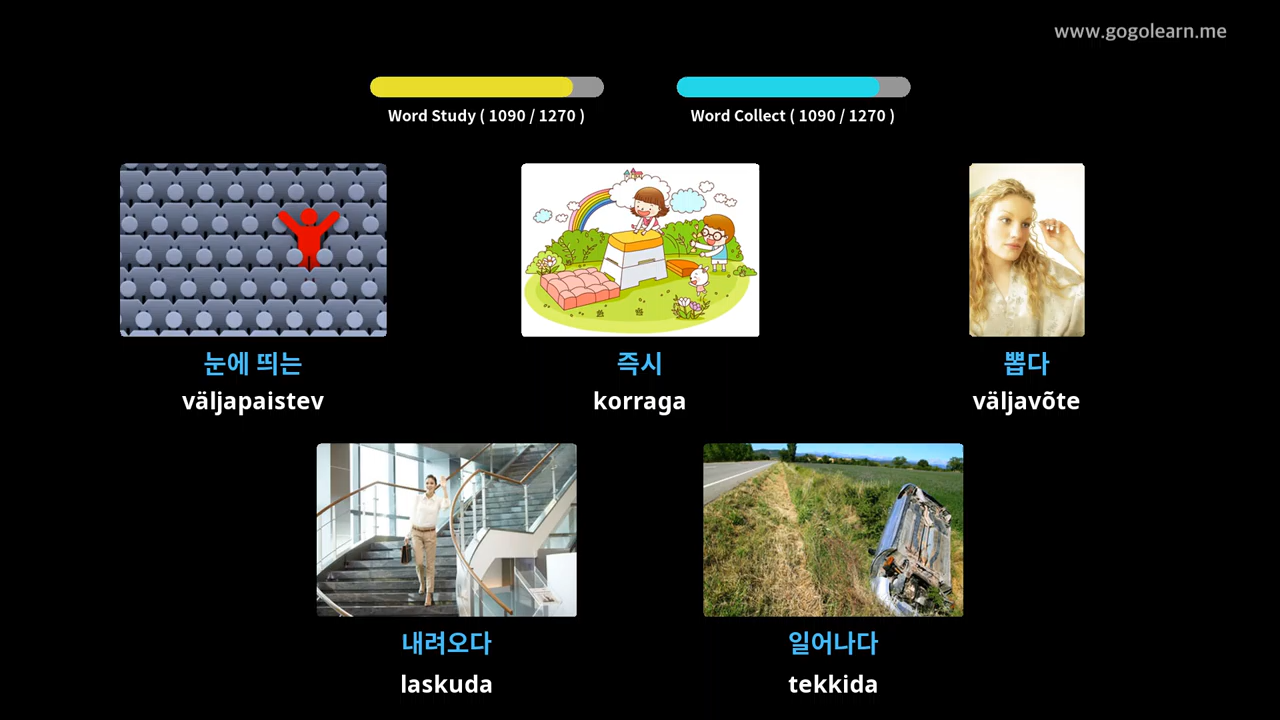 www.gogolearn.me
Word Study ( 1090 / 1270 )
Word Collect ( 1090 / 1270 )
눈에 띄는
väljapaistev
즉시
korraga
뽑다
väljavõte
내려오다
laskuda
일어나다
tekkida